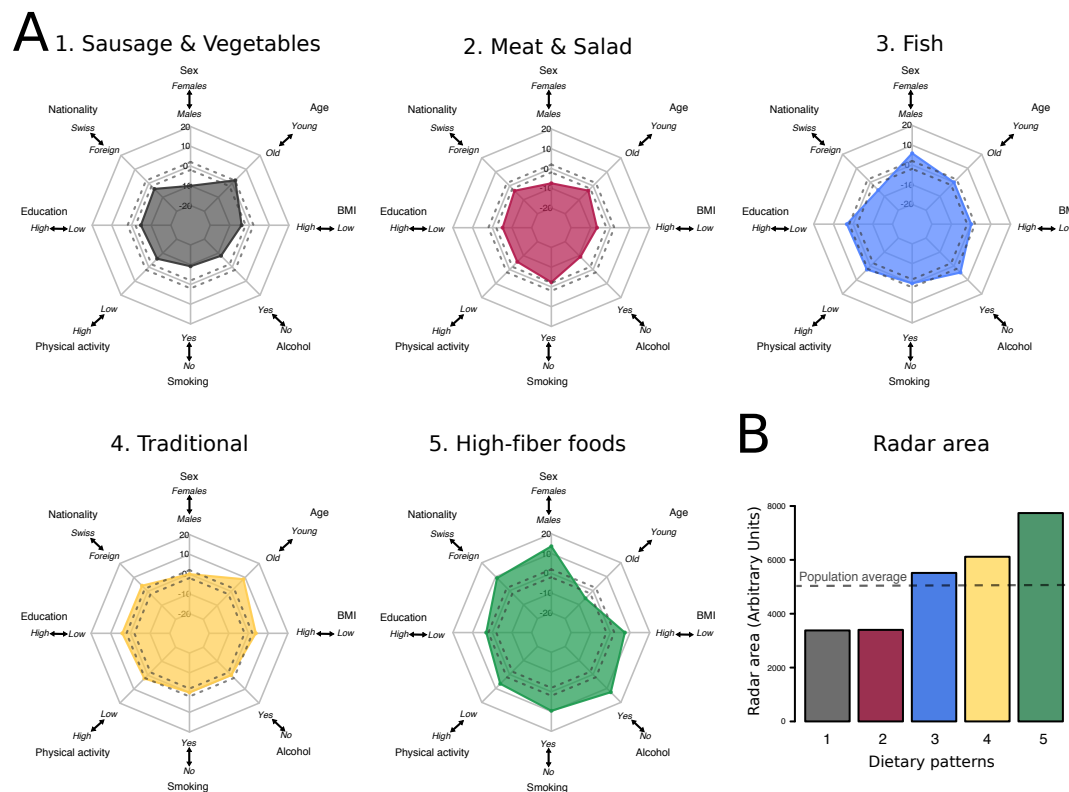 A
1. Sausage & Vegetables
Sex
Females
Males
Nationality
Swiss
Foreign
Age
Young
Old
20
10
0
-10
-20
Education
High
Low
BMI
High
Low
Low
High
Physical activity
Yes
No
Smoking
Yes
No
Alcohol
2. Meat & Salad
Sex
Females
Males
Nationality
Swiss
Foreign
Age
Young
Old
20
10
0
-10
-20
Education
High
Low
BMI
High
Low
Low
High
Physical activity
Yes
No
Smoking
Yes
No
Alcohol
3. Fish
Sex
Females
Males
Nationality
Swiss
Foreign
Age
Young
Old
20
10
0
-10
-20
Education
High
Low
BM
High
Lo
Low
High
Physical activity
Yes
No
Smoking
Yes
No
Alcohol
4. Traditional
Sex
Females
Males
Nationality
Swiss
Foreign
Age
Young
Old
20
10
0
-10
-20
Education
High
Low
BMI
High
Low
Low
High
Physical activity
Yes
No
Smoking
Yes
No
Alcohol
5. High-fiber foods
Sex
Females
Males
Nationality
Swiss
Foreign
Age
Young
Old
20
10
0
-10
-20
Education
High
Low
BMI
High
Low
Low
High
Physical activity
Yes
No
Smoking
Yes
No
Alcohol
B
Radar area
Radar area (Arbitrary Units)
8000
6000
4000
2000
0
Population average
1
2
3
4
5
Dietary patterns